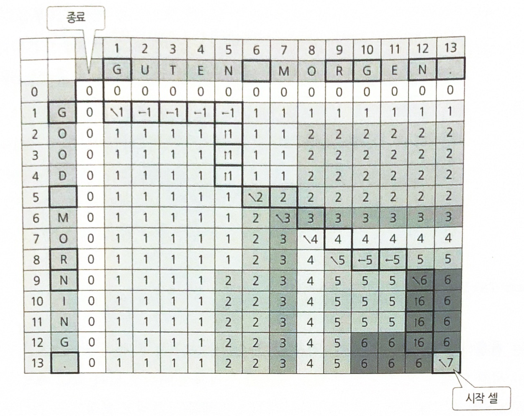 종료
1 2 3 4 5 6 7 8 9 10 11 12 13
G U T E N M O R G E N .
0 0 0 0 0 0 0 0 0 0 0 0 0 0 0
1 G 0 ↖1 ←1 ←1 ←1 ←1 1 1 1 1 1 1 1 1
2 O 0 1 1 1 1 ↑1 1 1 2 2 2 2 2 2
3 O 0 1 1 1 1 ↑1 1 1 2 2 2 2 2 2
4 D 0 1 1 1 1 ↑1 1 1 2 2 2 2 2 2
5 0 1 1 1 1 1 ↖2 2 2 2 2 2 2 2
6 M 0 1 1 1 1 1 2 ↖3 3 3 3 3 3 3
7 O 0 1 1 1 1 1 2 3 ↖4 4 4 4 4 4
8 R 0 1 1 1 1 1 2 3 4 ↖5 ←5 ←5 5 5
9 N 0 1 1 1 1 2 2 3 4 5 5 5 ↖6 6
10 I 0 1 1 1 1 2 2 3 4 5 5 5 ↑6 6
11 N 0 1 1 1 1 2 2 3 4 5 5 5 ↑6 6
12 G 0 1 1 1 1 2 2 3 4 5 6 6 ↑6 6
13 . 0 1 1 1 1 2 2 3 4 5 6 6 6 ↖7
시작 셀